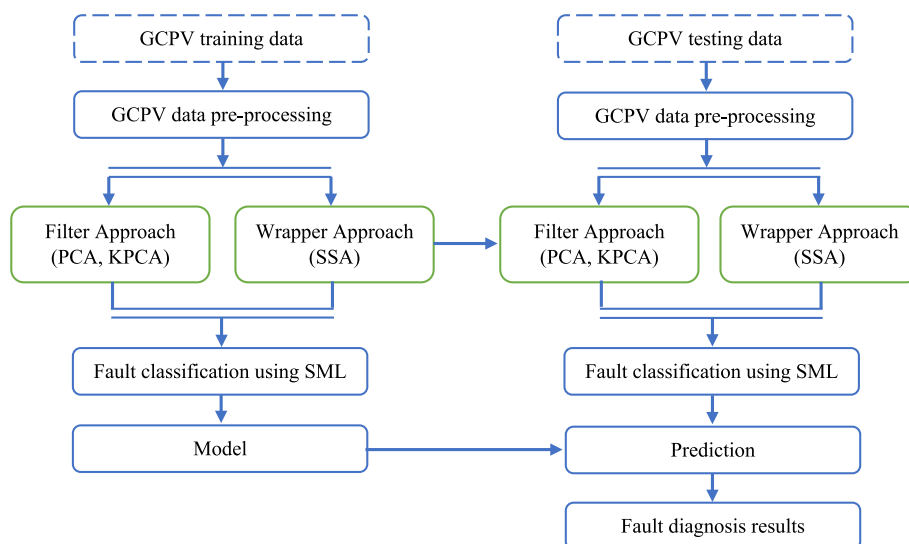 GCPV training data
GCPV data pre-processing
Filter Approach
(PCA, KPCA)
Wrapper Approach
(SSA)
Fault classification using SML
Model
GCPV testing data
GCPV data pre-processing
Filter Approach
(PCA, KPCA)
Wrapper Approach
(SSA)
Fault classification using SML
Prediction
Fault diagnosis results